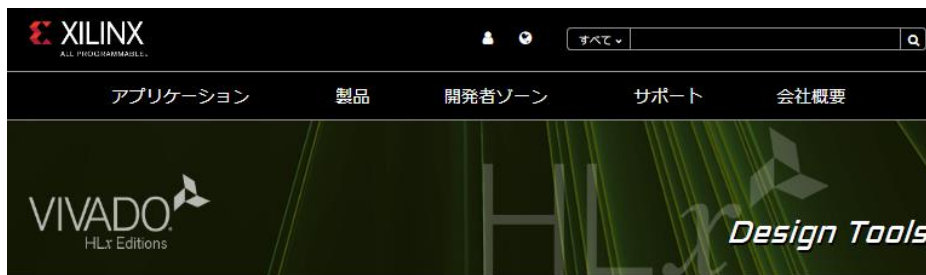 XILINX
ALL PROGRAMMABLE.
すべて
アプリケーション 製品 開発者ゾーン サポート 会社概要
HLx
VIVADO.
HLx Editions
Design Tools